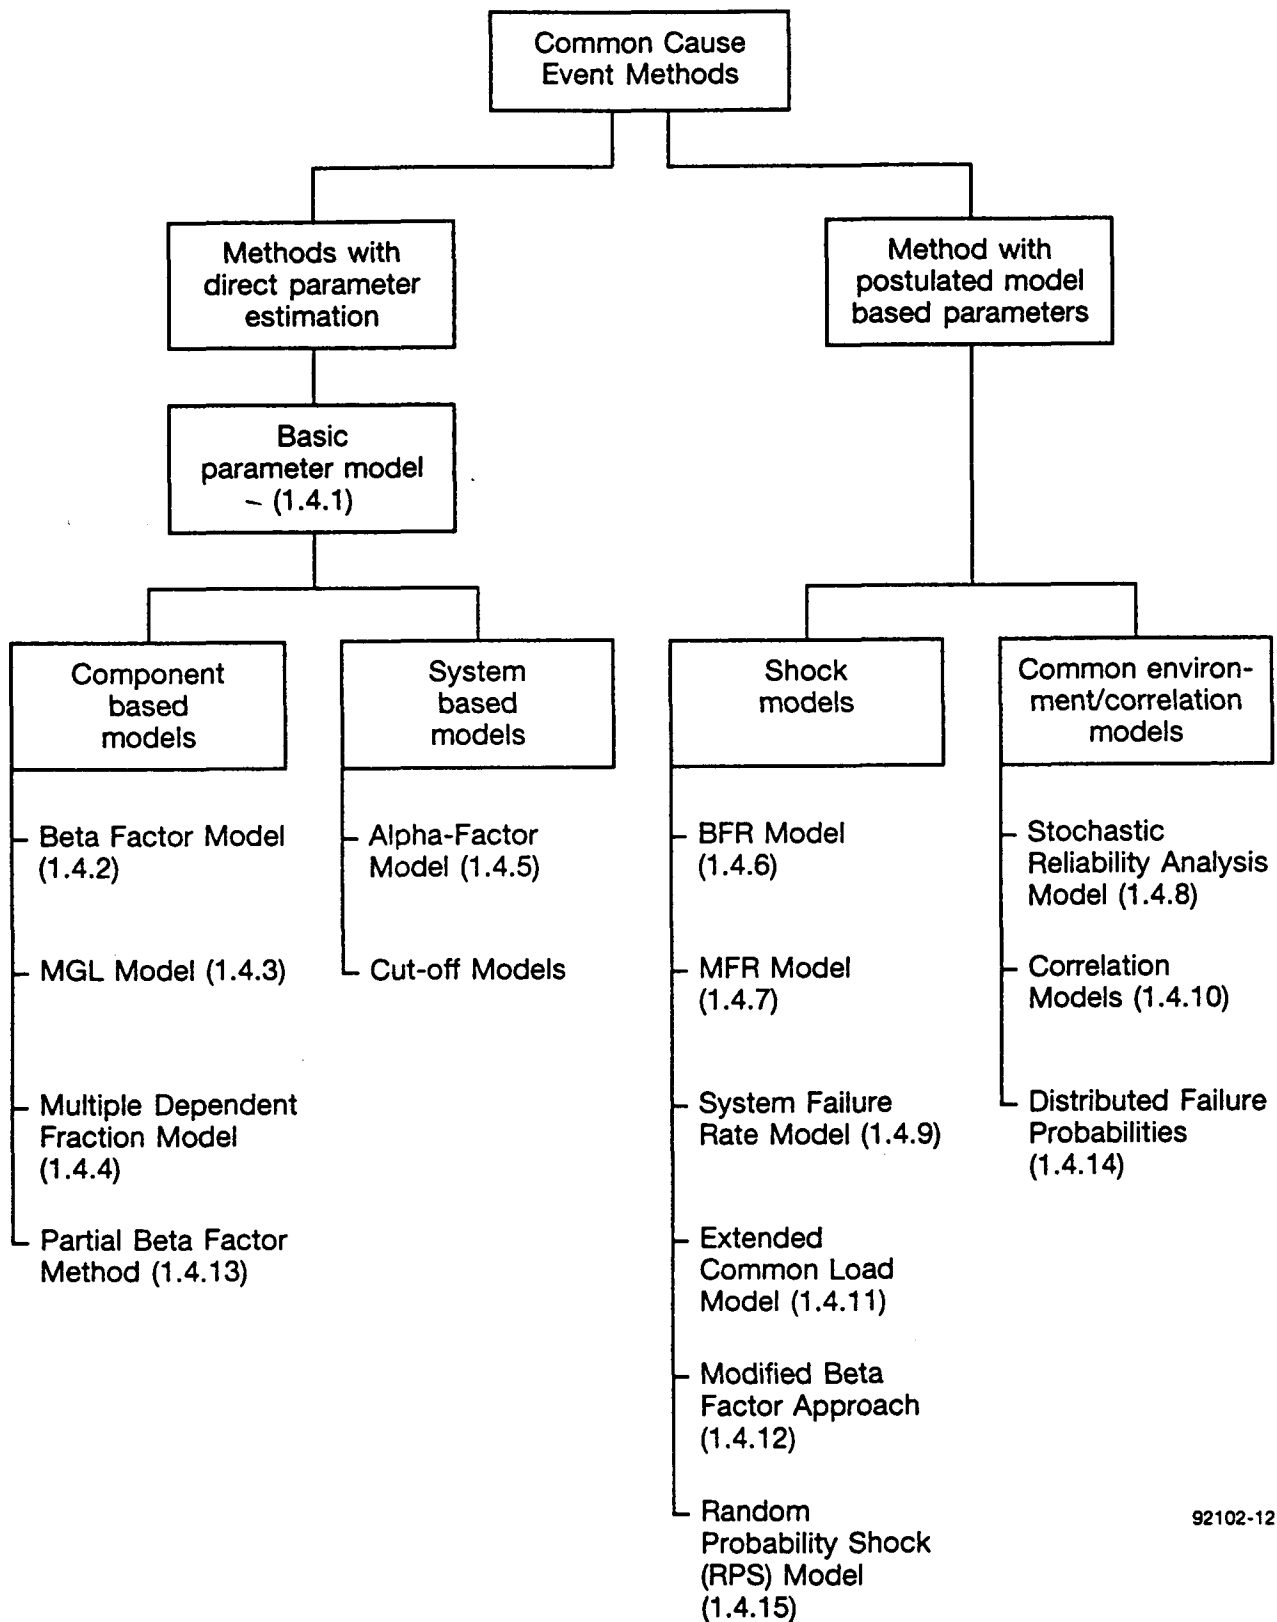 Common Cause
Event Methods
Methods with
direct parameter
estimation
Method with
postulated model
based parameters
Basic
parameter model
– (1.4.1)
Component
based
models
System
based
models
Shock
models
Common environ-
ment/correlation
models
Beta Factor Model
(1.4.2)
MGL Model (1.4.3)
Multiple Dependent
Fraction Model
(1.4.4)
Partial Beta Factor
Method (1.4.13)
Alpha-Factor
Model (1.4.5)
Cut-off Models
BFR Model
(1.4.6)
MFR Model
(1.4.7)
System Failure
Rate Model (1.4.9)
Extended
Common Load
Model (1.4.11)
Modified Beta
Factor Approach
(1.4.12)
Random
Probability Shock
(RPS) Model
(1.4.15)
Stochastic
Reliability Analysis
Model (1.4.8)
Correlation
Models (1.4.10)
Distributed Failure
Probabilities
(1.4.14)
92102-12